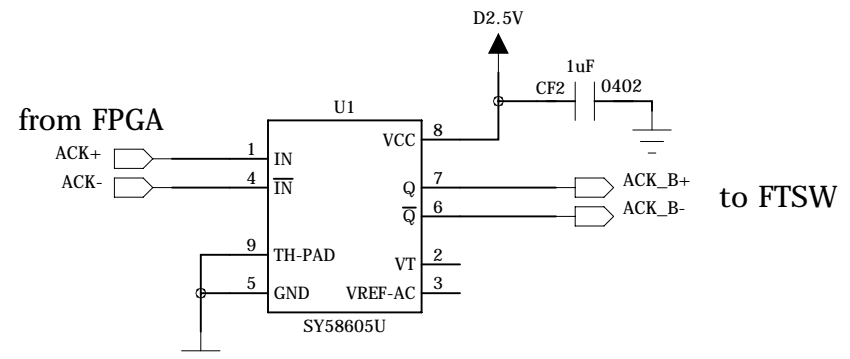 D2.5V
1uF
CF2 0402
U1
from FPGA
VCC 8
ACK+ 1 IN
ACK- 4 IN
Q 7 ACK_B+
Q 6 ACK_B-
to FTSW
9 TH-PAD
VT 2
5 GND
VREF-AC 3
SY58605U